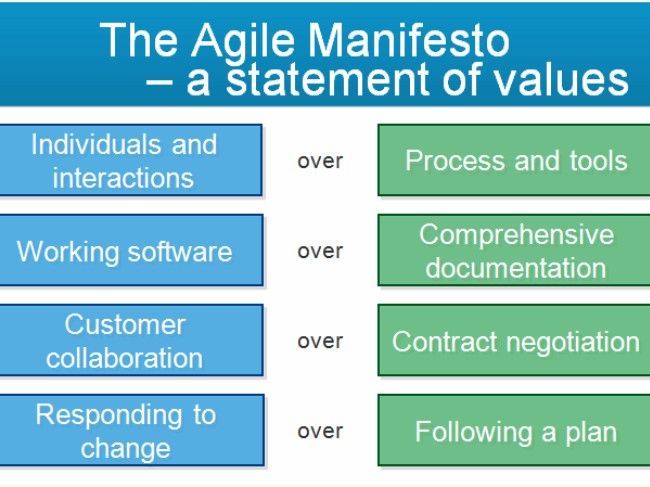 The Agile Manifesto
– a statement of values
Individuals and
interactions
over
Process and tools
Working software
over
Comprehensive
documentation
Customer
collaboration
over
Contract negotiation
Responding to
change
over
Following a plan